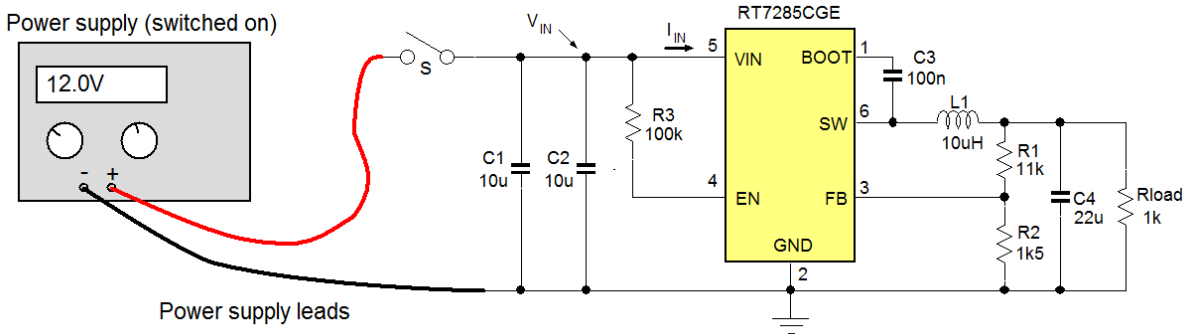 Power supply (switched on)
12.0V
- +
Power supply leads
S
V IN
I IN
RT7285CGE
5 VIN
BOOT 1
C3
100n
R3
100k
SW 6
L1
10uH
C1
10u
C2
10u
R1
11k
4 EN
FB 3
C4
22u
Rload
1k
R2
1k5
GND
2